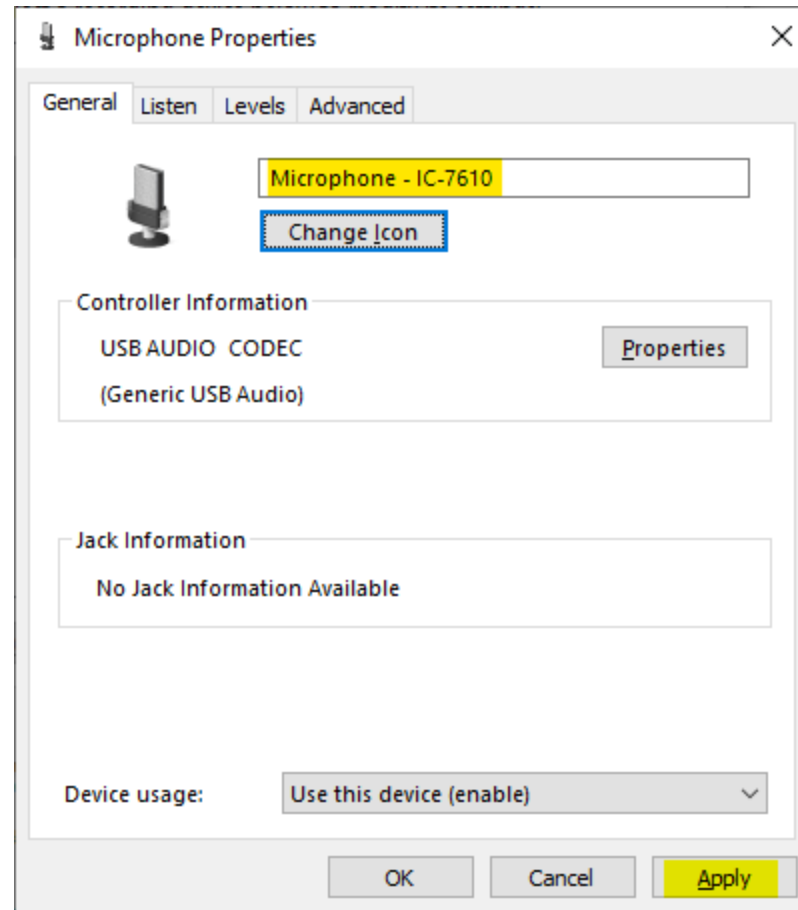 Microphone Properties
General Listen Levels Advanced
Microphone - IC-7610
Change Icon
Controller Information
USB AUDIO  CODEC
Properties
(Generic USB Audio)
Jack Information
No Jack Information Available
Device usage:
Use this device (enable)
OK Cancel Apply